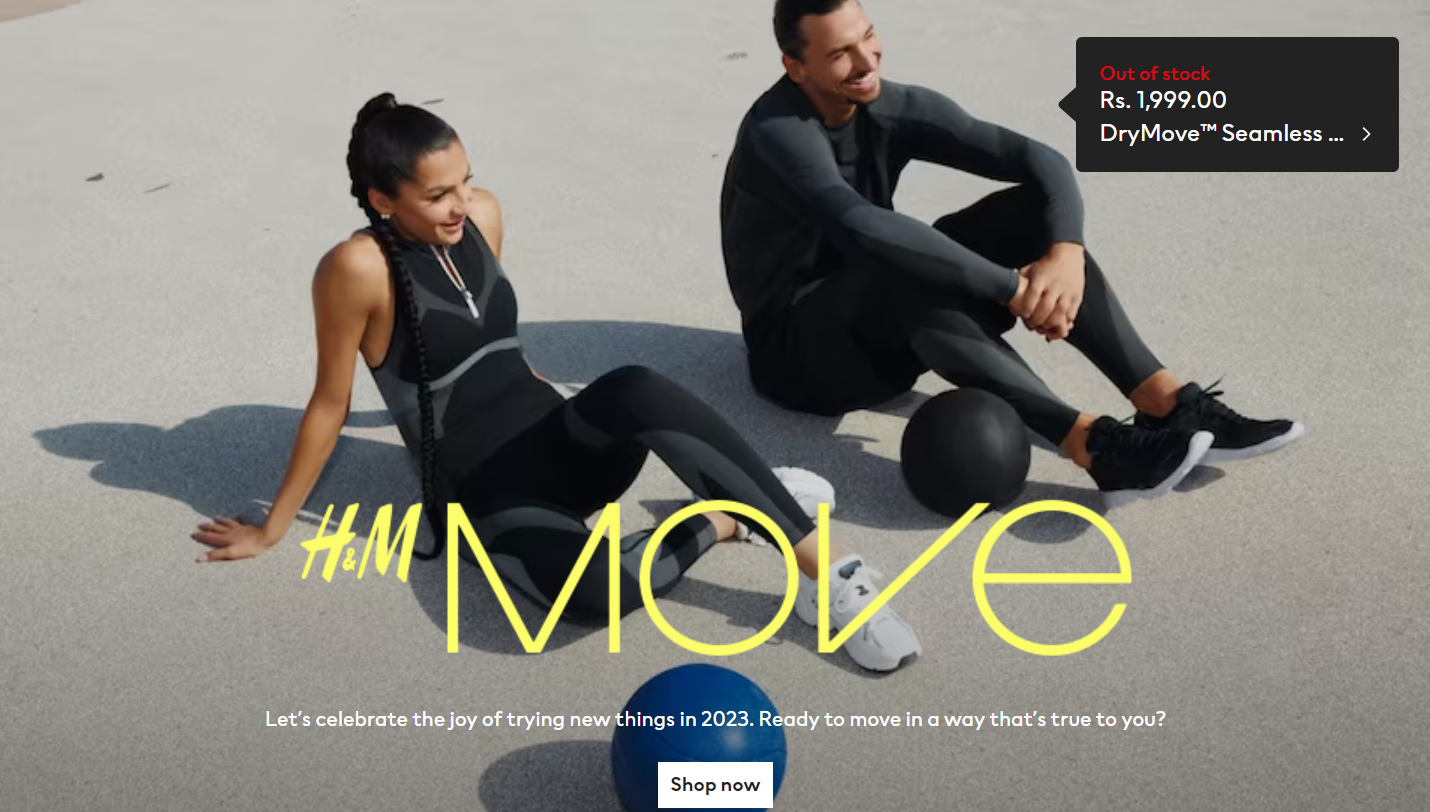 Out of stock
Rs. 1,999.00
DryMove™ Seamless ...
H&M MOVE
Let’s celebrate the joy of trying new things in 2023. Ready to move in a way that’s true to you?
Shop now